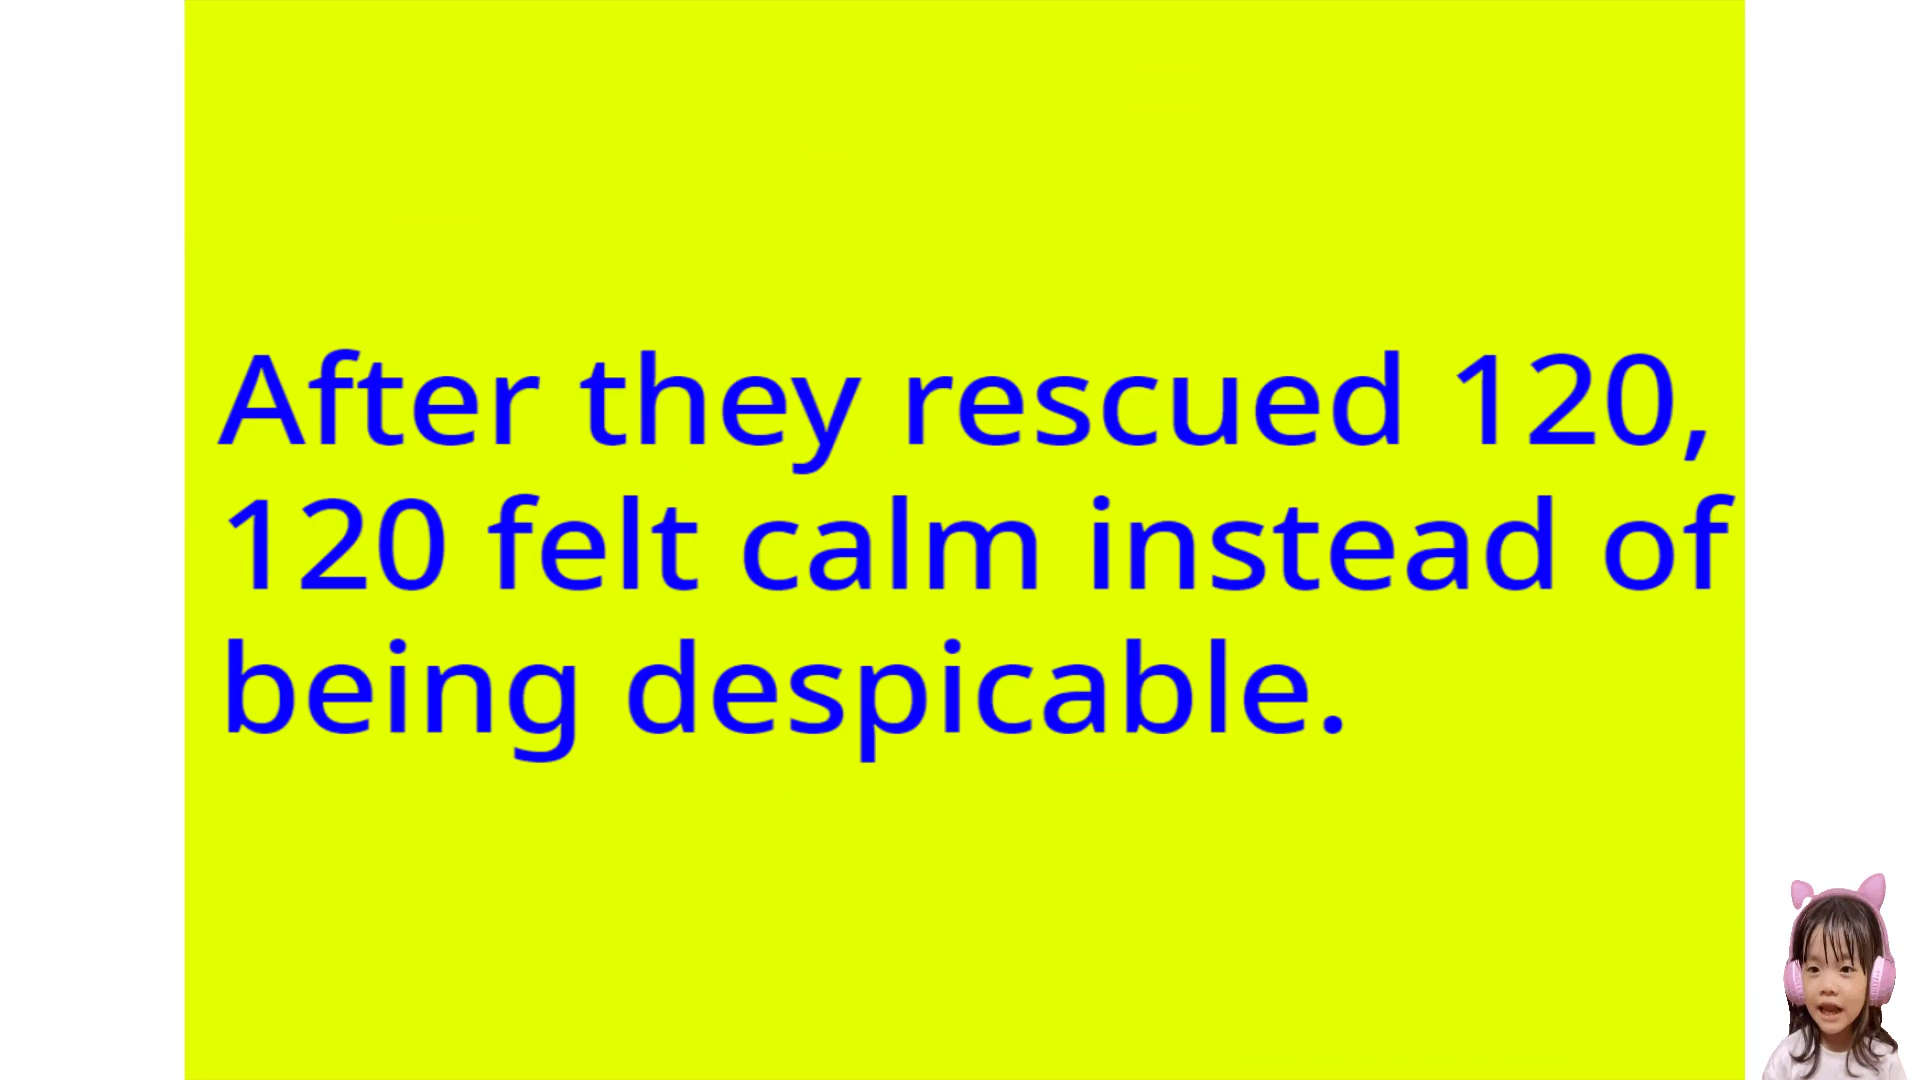 After they rescued 120,
120 felt calm instead of
being despicable.